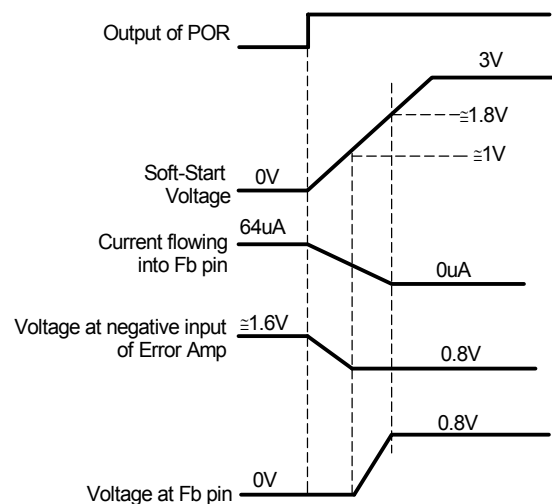 Output of POR
3V
≅1.8V
≅1V
Soft-Start
Voltage
0V
64uA
Current flowing
into Fb pin
0uA
Voltage at negative input
of Error Amp
≅1.6V
0.8V
0.8V
Voltage at Fb pin
0V